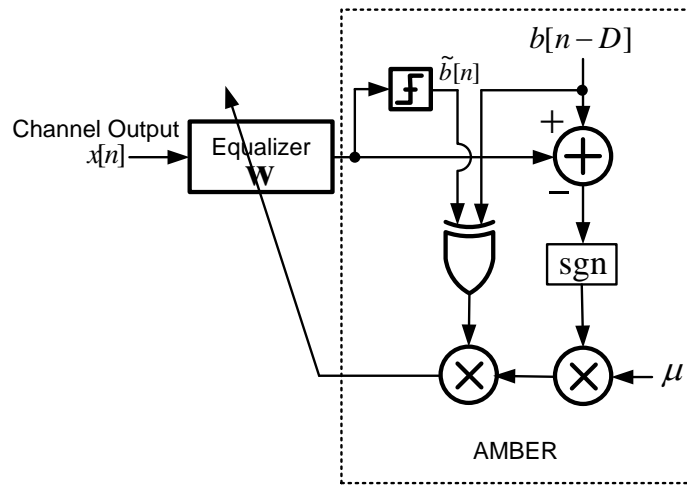 b[n − D]
b̃[n]
Channel Output
x[n]
Equalizer
W
+
−
sgn
μ
AMBER